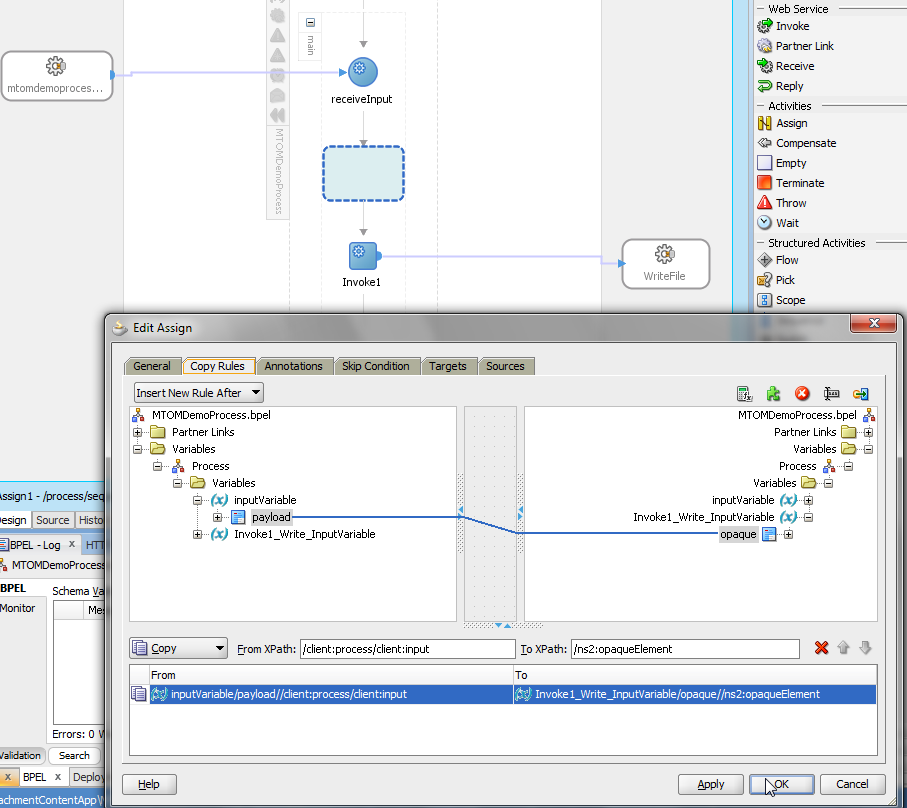 Web Service
Invoke
Partner Link
Receive
Reply
Activities
Assign
Compensate
Empty
Terminate
Throw
Wait
Structured Activities
Flow
Pick
Scope
main
mtomdemoproces...
receiveInput
MTOMDemoProcess
Invoke1
WriteFile
Edit Assign
General
Copy Rules
Annotations
Skip Condition
Targets
Sources
Insert New Rule After
MTOMDemoProcess.bpel
Partner Links
Variables
Process
Variables
(x) inputVariable
payload
(x) Invoke1_Write_InputVariable
MTOMDemoProcess.bpel
Partner Links
Variables
Process
Variables
inputVariable (x)
Invoke1_Write_InputVariable (x)
opaque
Copy
From XPath: /client:process/client:input
To XPath: /ns2:opaqueElement
From
To
inputVariable/payload//client:process/client:input
Invoke1_Write_InputVariable/opaque//ns2:opaqueElement
Help
Apply
OK
Cancel
Assign1 - /process/seq
esign
Source
Histo
BPEL - Log x
HTT
MTOMDemoProcess
BPEL
Monitor
Schema Va
Mes
Errors: 0 W
Validation
Search
x
BPEL x
Deploy
achmentContentApp\